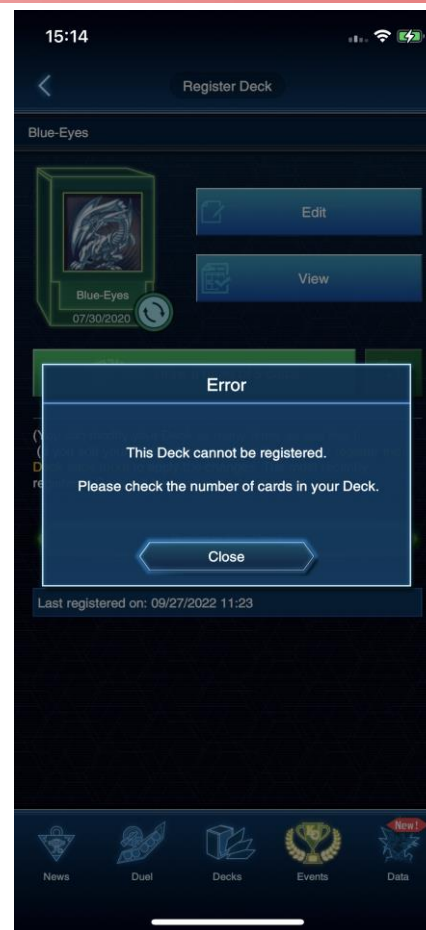 15:14
Register Deck
Blue-Eyes
Edit
View
Blue-Eyes
07/30/2020
Error
This Deck cannot be registered.
Please check the number of cards in your Deck.
Close
Last registered on: 09/27/2022 11:23
New!
News
Duel
Decks
Events
Data